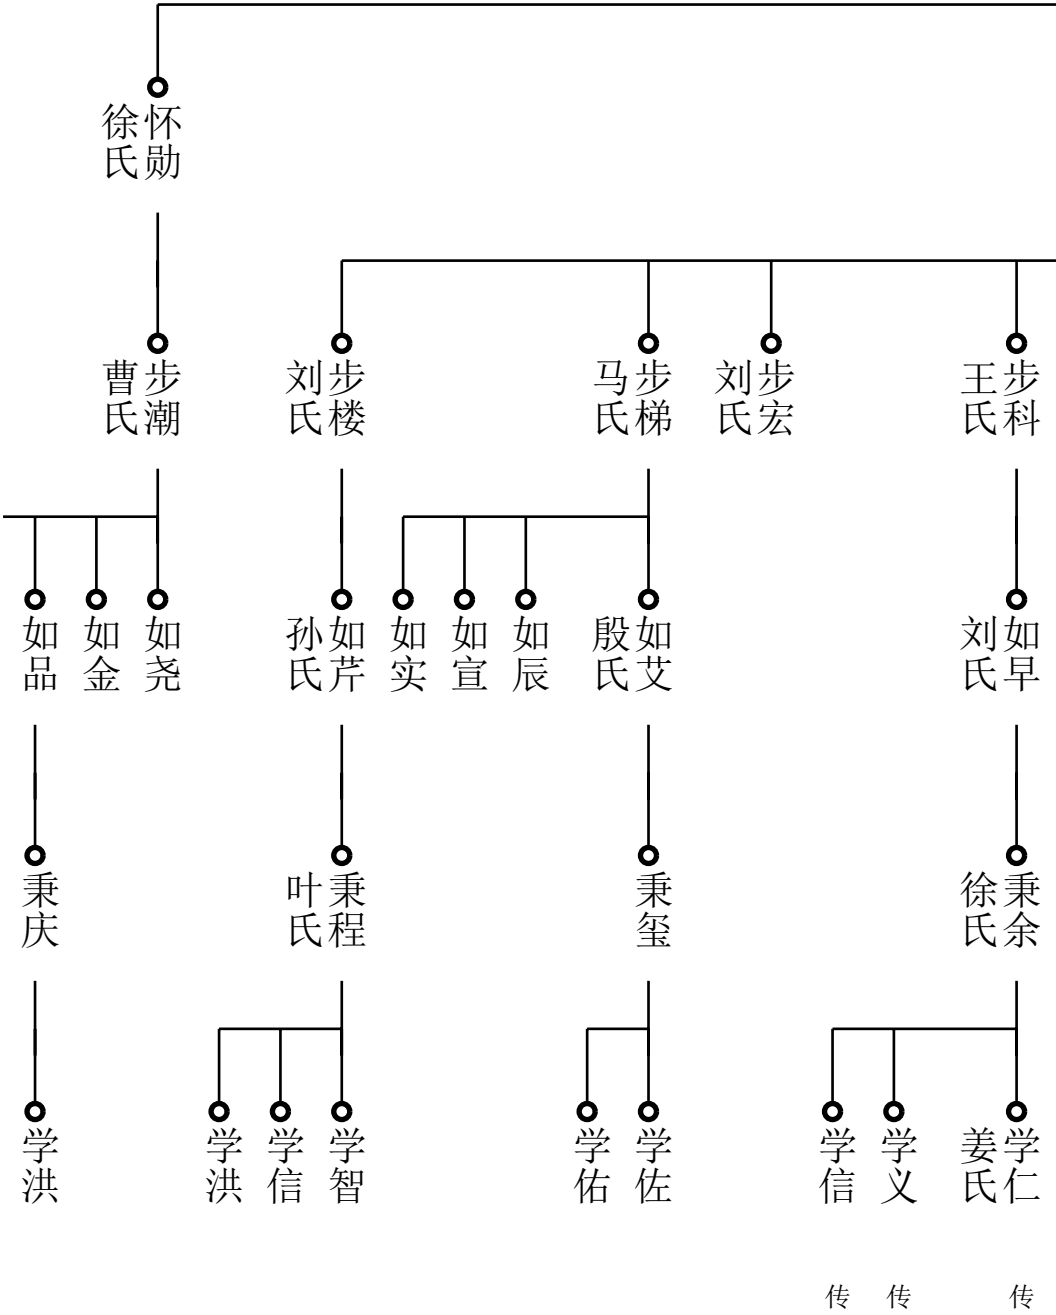 怀勋
徐氏
步科
王氏
步宏
刘氏
步梯
马氏
步楼
刘氏
步潮
曹氏
如早
刘氏
如艾
殷氏
如辰
如宣
如实
如芹
孙氏
如尧
如金
如品
秉余
徐氏
秉玺
秉程
叶氏
秉庆
学仁
姜氏
学义
学信
学佐
学佑
学智
学信
学洪
学洪
传
传
传